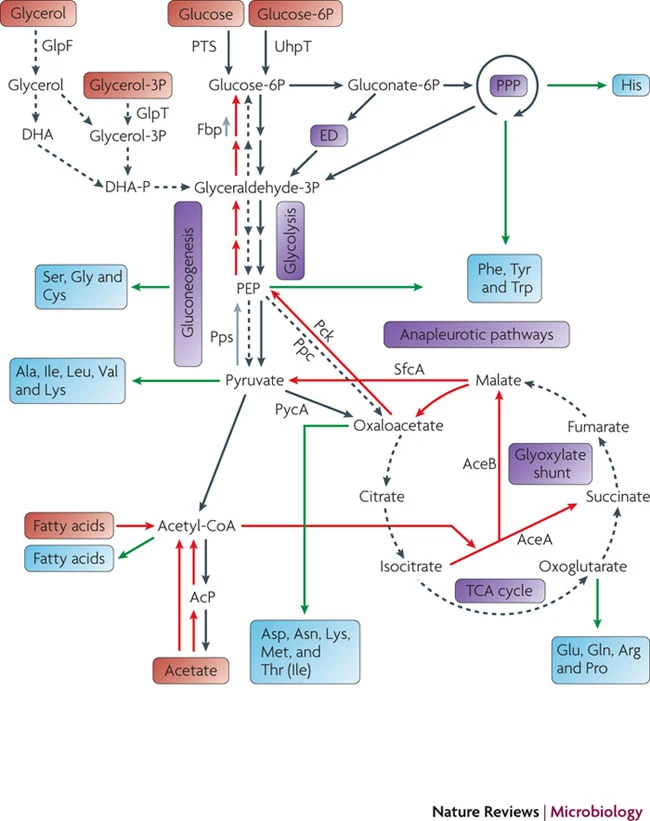 Glycerol
Glucose
Glucose-6P
GlpF
PTS
UhpT
Glycerol
Glycerol-3P
Glucose-6P
Gluconate-6P
PPP
His
GlpT
Fbp
DHA
Glycerol-3P
ED
DHA-P
Glyceraldehyde-3P
Gluconeogenesis
Glycolysis
Ser, Gly and
Cys
PEP
Phe, Tyr
and Trp
Pps
Pck
Ppc
Anapleurotic pathways
Ala, Ile, Leu, Val
and Lys
Pyruvate
SfcA
Malate
PycA
Oxaloacetate
Fumarate
AceB
Glyoxylate
shunt
Citrate
Succinate
Fatty acids
Acetyl-CoA
AceA
Fatty acids
Isocitrate
Oxoglutarate
TCA cycle
AcP
Asp, Asn, Lys,
Met, and
Thr (Ile)
Glu, Gln, Arg
and Pro
Acetate
Nature Reviews | Microbiology